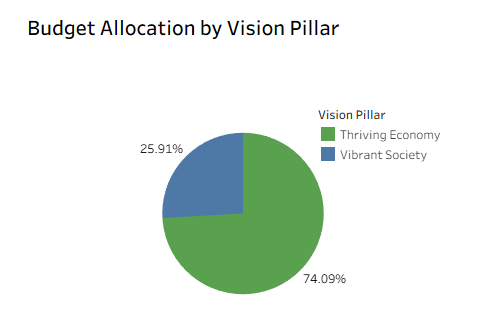 Budget Allocation by Vision Pillar
Vision Pillar
Thriving Economy
Vibrant Society
25.91%
74.09%